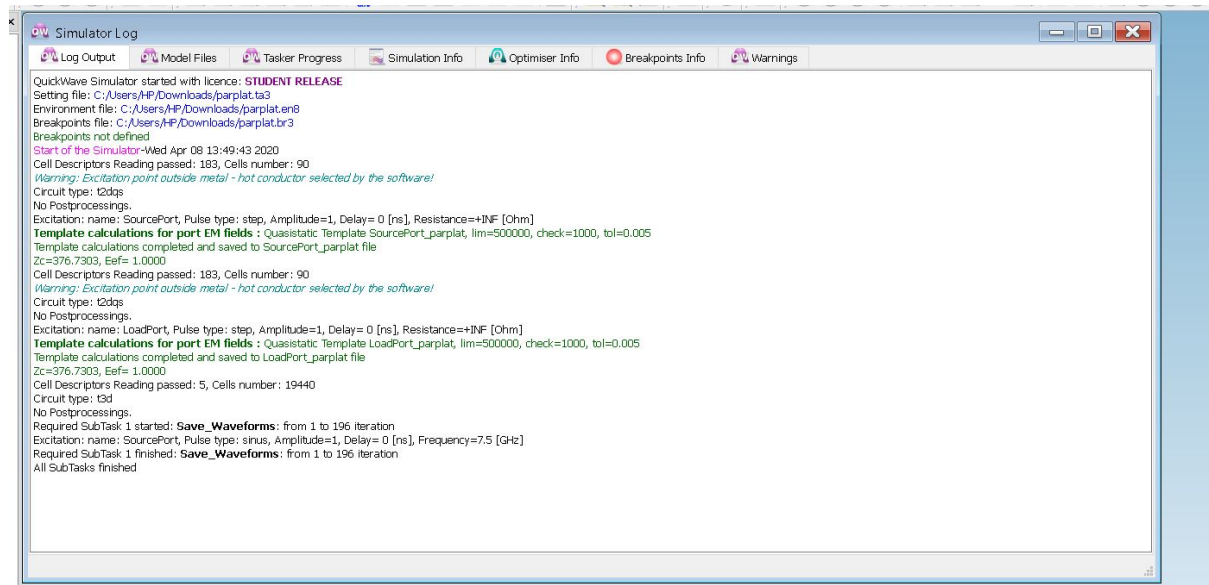 Simulator Log
Log Output Model Files Tasker Progress Simulation Info Optimiser Info Breakpoints Info Warnings
QuickWave Simulator started with licence: STUDENT RELEASE
Setting file: C:/Users/HP/Downloads/parplat.ta3
Environment file: C:/Users/HP/Downloads/parplat.en8
Breakpoints file: C:/Users/HP/Downloads/parplat.br3
Breakpoints not defined
Start of the Simulator-Wed Apr 08 13:49:43 2020
Cell Descriptors Reading passed: 183, Cells number: 90
Warning: Excitation point outside metal - hot conductor selected by the software!
Circuit type: t2dqs
No Postprocessings.
Excitation: name: SourcePort, Pulse type: step, Amplitude=1, Delay= 0 [ns], Resistance=+INF [Ohm]
Template calculations for port EM fields : Quasistatic Template SourcePort_parplat, lim=500000, check=1000, tol=0.005
Template calculations completed and saved to SourcePort_parplat file
Zc=376.7303, Eef= 1.0000
Cell Descriptors Reading passed: 183, Cells number: 90
Warning: Excitation point outside metal - hot conductor selected by the software!
Circuit type: t2dqs
No Postprocessings.
Excitation: name: LoadPort, Pulse type: step, Amplitude=1, Delay= 0 [ns], Resistance=+INF [Ohm]
Template calculations for port EM fields : Quasistatic Template LoadPort_parplat, lim=500000, check=1000, tol=0.005
Template calculations completed and saved to LoadPort_parplat file
Zc=376.7303, Eef= 1.0000
Cell Descriptors Reading passed: 5, Cells number: 19440
Circuit type: t3d
No Postprocessings.
Required SubTask 1 started: Save_Waveforms: from 1 to 196 iteration
Excitation: name: SourcePort, Pulse type: sinus, Amplitude=1, Delay= 0 [ns], Frequency=7.5 [GHz]
Required SubTask 1 finished: Save_Waveforms: from 1 to 196 iteration
All SubTasks finished